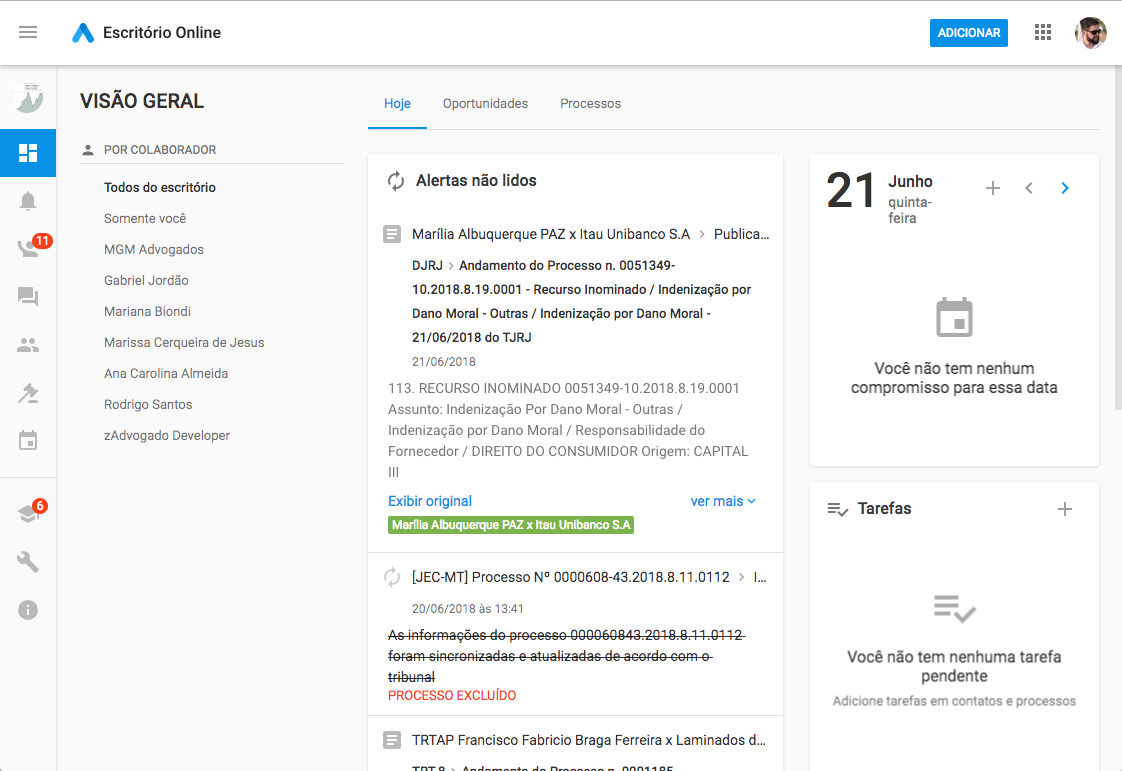 Escritório Online
ADICIONAR
11
6
VISÃO GERAL
POR COLABORADOR
Todos do escritório
Somente você
MGM Advogados
Gabriel Jordão
Mariana Biondi
Marissa Cerqueira de Jesus
Ana Carolina Almeida
Rodrigo Santos
zAdvogado Developer
Hoje
Oportunidades
Processos
Alertas não lidos
Marília Albuquerque PAZ x Itau Unibanco S.A > Publica...
DJRJ > Andamento do Processo n. 0051349-
10.2018.8.19.0001 - Recurso Inominado / Indenização por
Dano Moral - Outras / Indenização por Dano Moral -
21/06/2018 do TJRJ
21/06/2018
113. RECURSO INOMINADO 0051349-10.2018.8.19.0001
Assunto: Indenização Por Dano Moral - Outras /
Indenização por Dano Moral / Responsabilidade do
Fornecedor / DIREITO DO CONSUMIDOR Origem: CAPITAL
III
Exibir original
ver mais
Marília Albuquerque PAZ x Itau Unibanco S.A
[JEC-MT] Processo Nº 0000608-43.2018.8.11.0112 > I...
20/06/2018 às 13:41
As informações do processo 000060843.2018.8.11.0112
foram sincronizadas e atualizadas de acordo com o
tribunal
PROCESSO EXCLUÍDO
TRTAP Francisco Fabricio Braga Ferreira x Laminados d...
TRT-8 > Andamento do Processo n. 0001185-
21
Junho
quinta-
feira
Você não tem nenhum
compromisso para essa data
Tarefas
Você não tem nenhuma tarefa
pendente
Adicione tarefas em contatos e processos